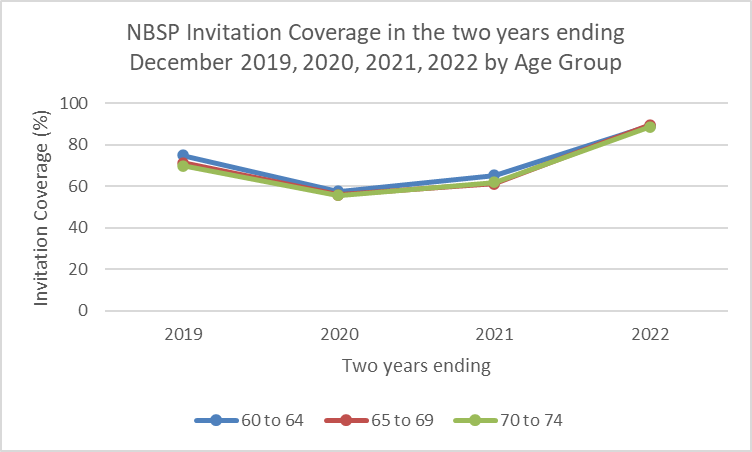 NBSP Invitation Coverage in the two years ending
December 2019, 2020, 2021, 2022 by Age Group
Invitation Coverage (%)
100
80
60
40
20
0
2019 2020 2021 2022
Two years ending
60 to 64 65 to 69 70 to 74